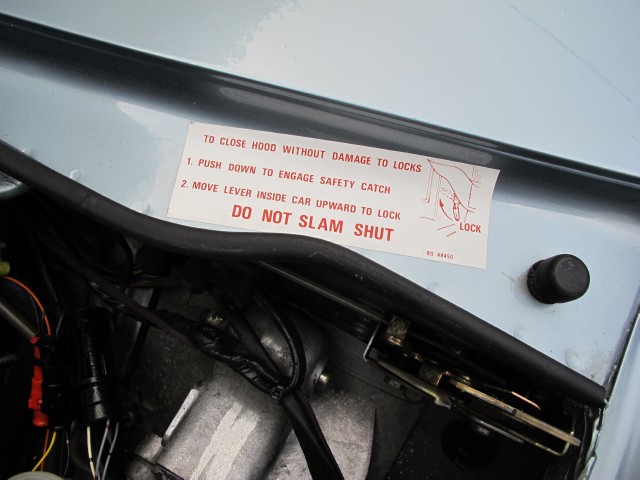 TO CLOSE HOOD WITHOUT DAMAGE TO LOCKS
1. PUSH DOWN TO ENGAGE SAFETY CATCH
2. MOVE LEVER INSIDE CAR UPWARD TO LOCK
DO NOT SLAM SHUT
LOCK